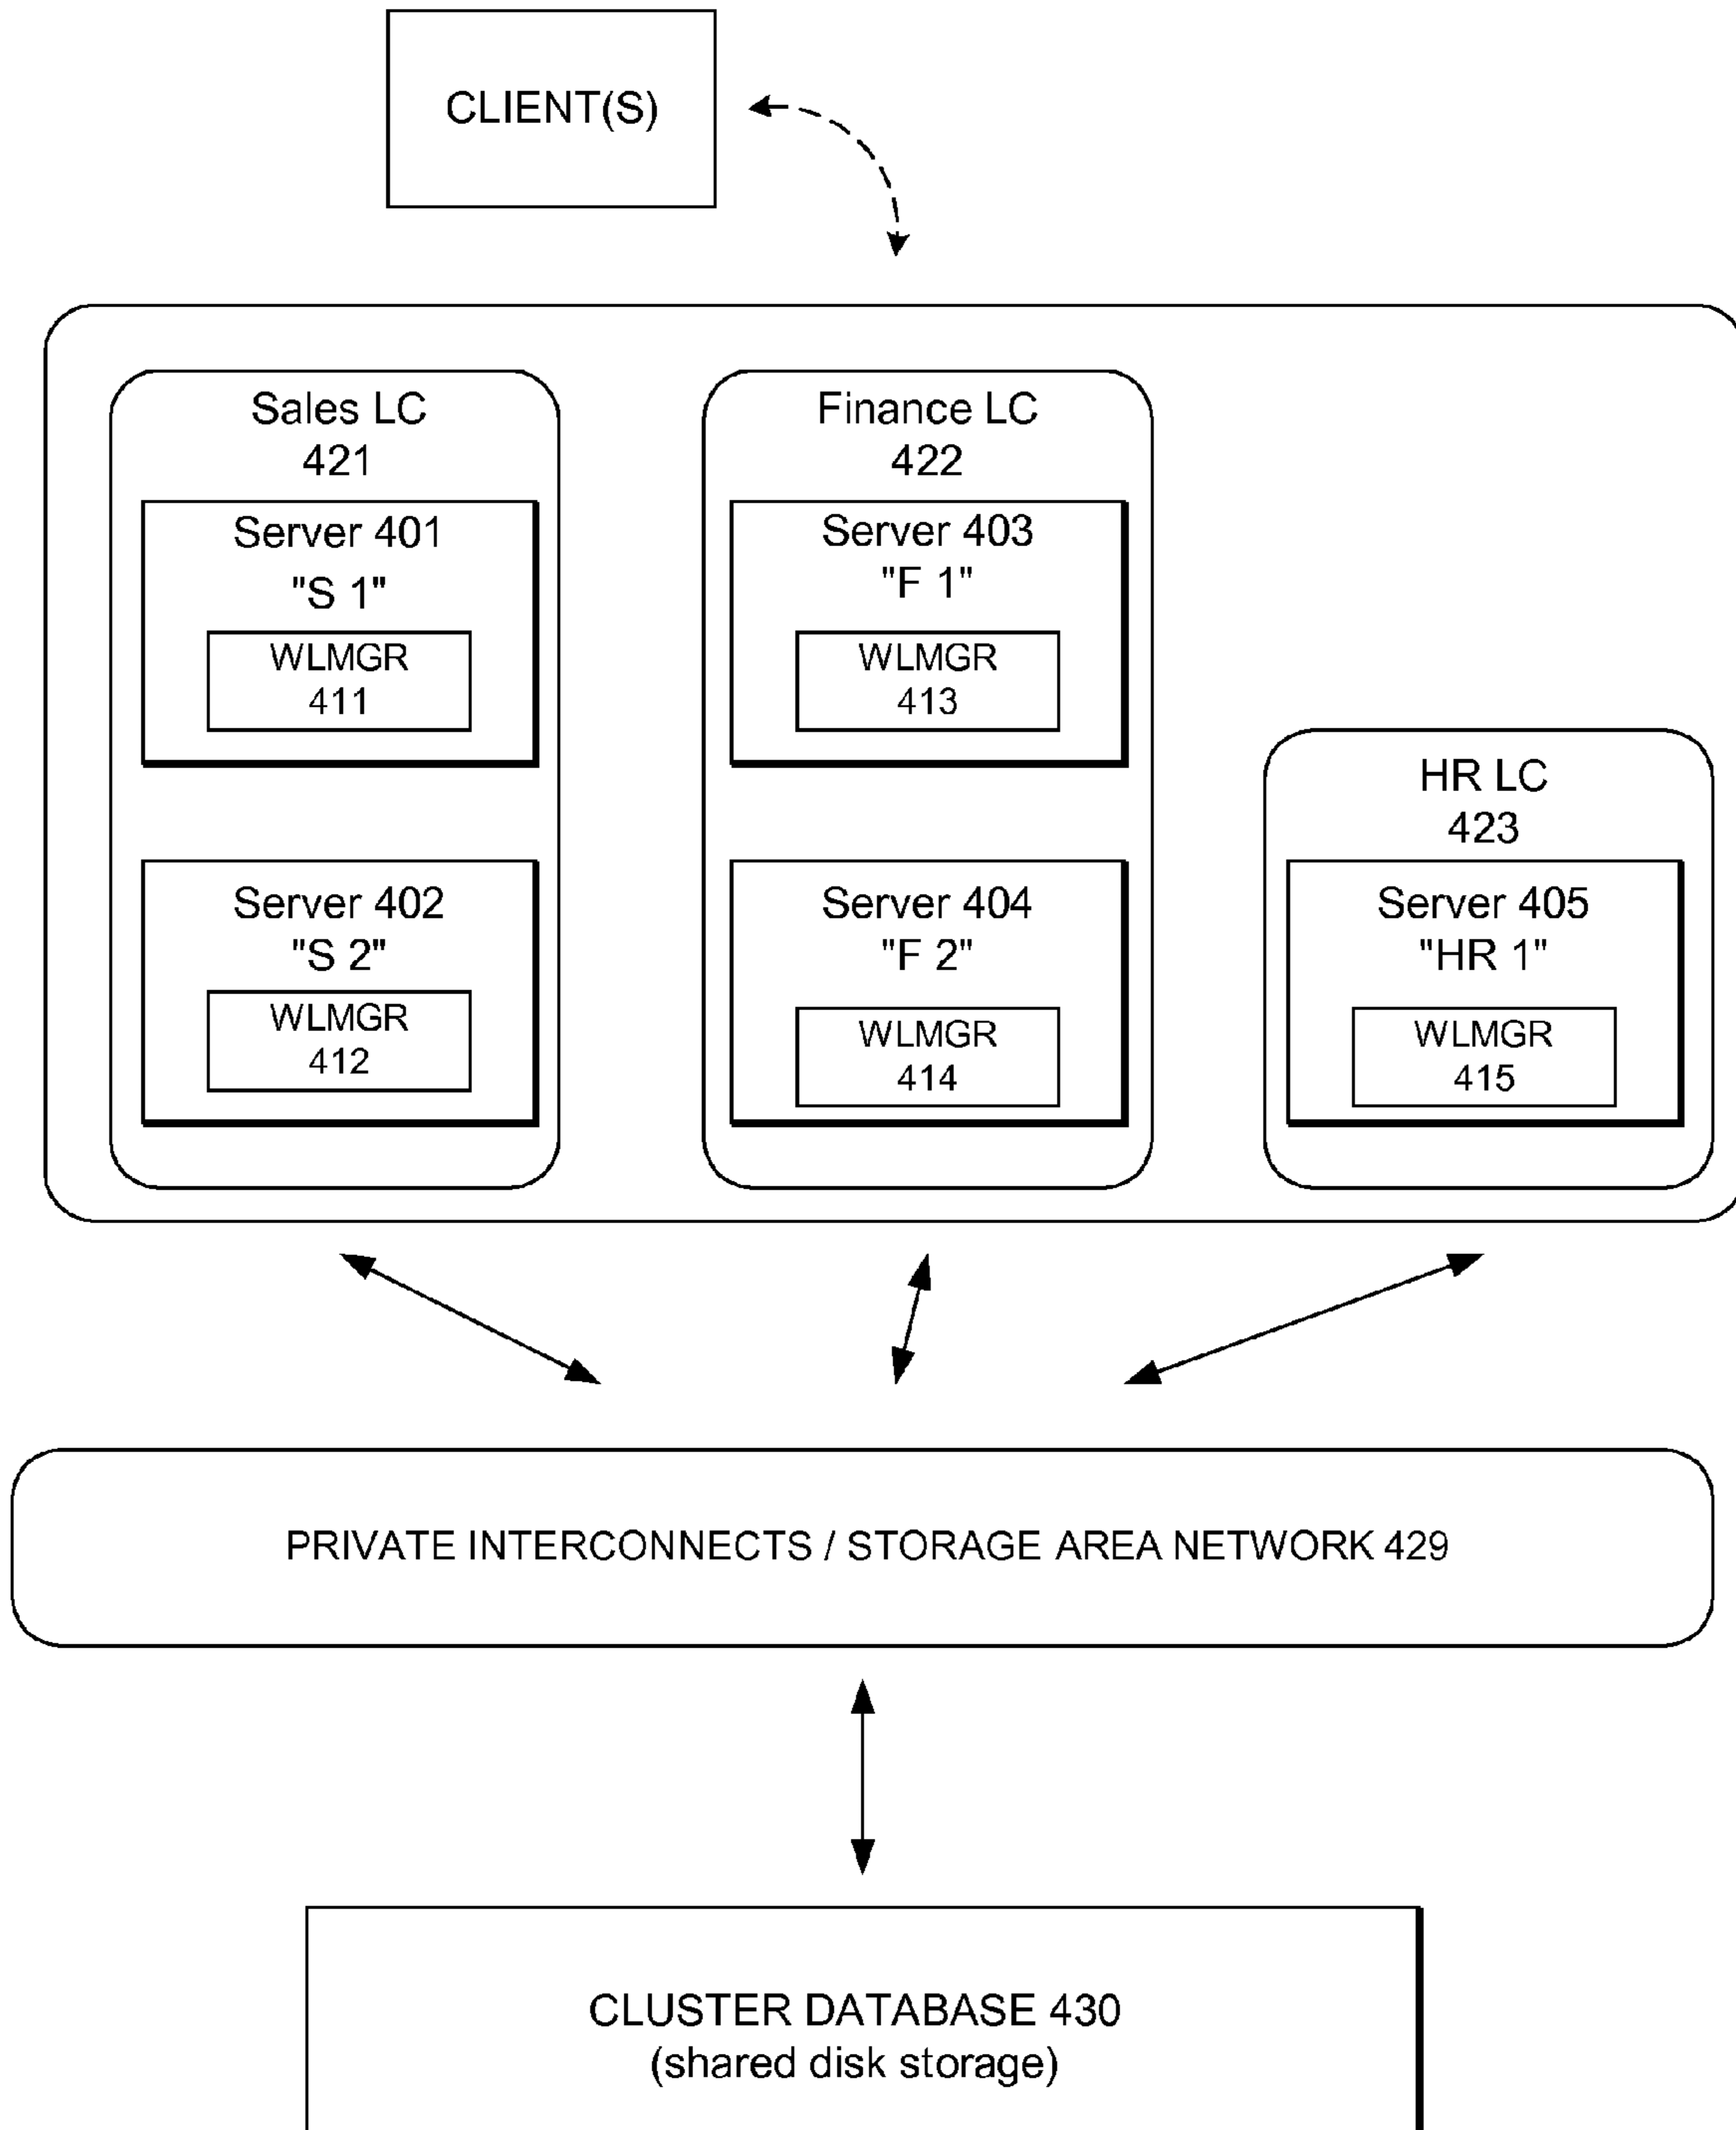 CLIENT(S)
Sales LC
421
Server 401
"S 1"
WLMGR
411
Server 402
"S 2"
WLMGR
412
Finance LC
422
Server 403
"F 1"
WLMGR
413
Server 404
"F 2"
WLMGR
414
HR LC
423
Server 405
"HR 1"
WLMGR
415
PRIVATE INTERCONNECTS / STORAGE AREA NETWORK 429
CLUSTER DATABASE 430
(shared disk storage)